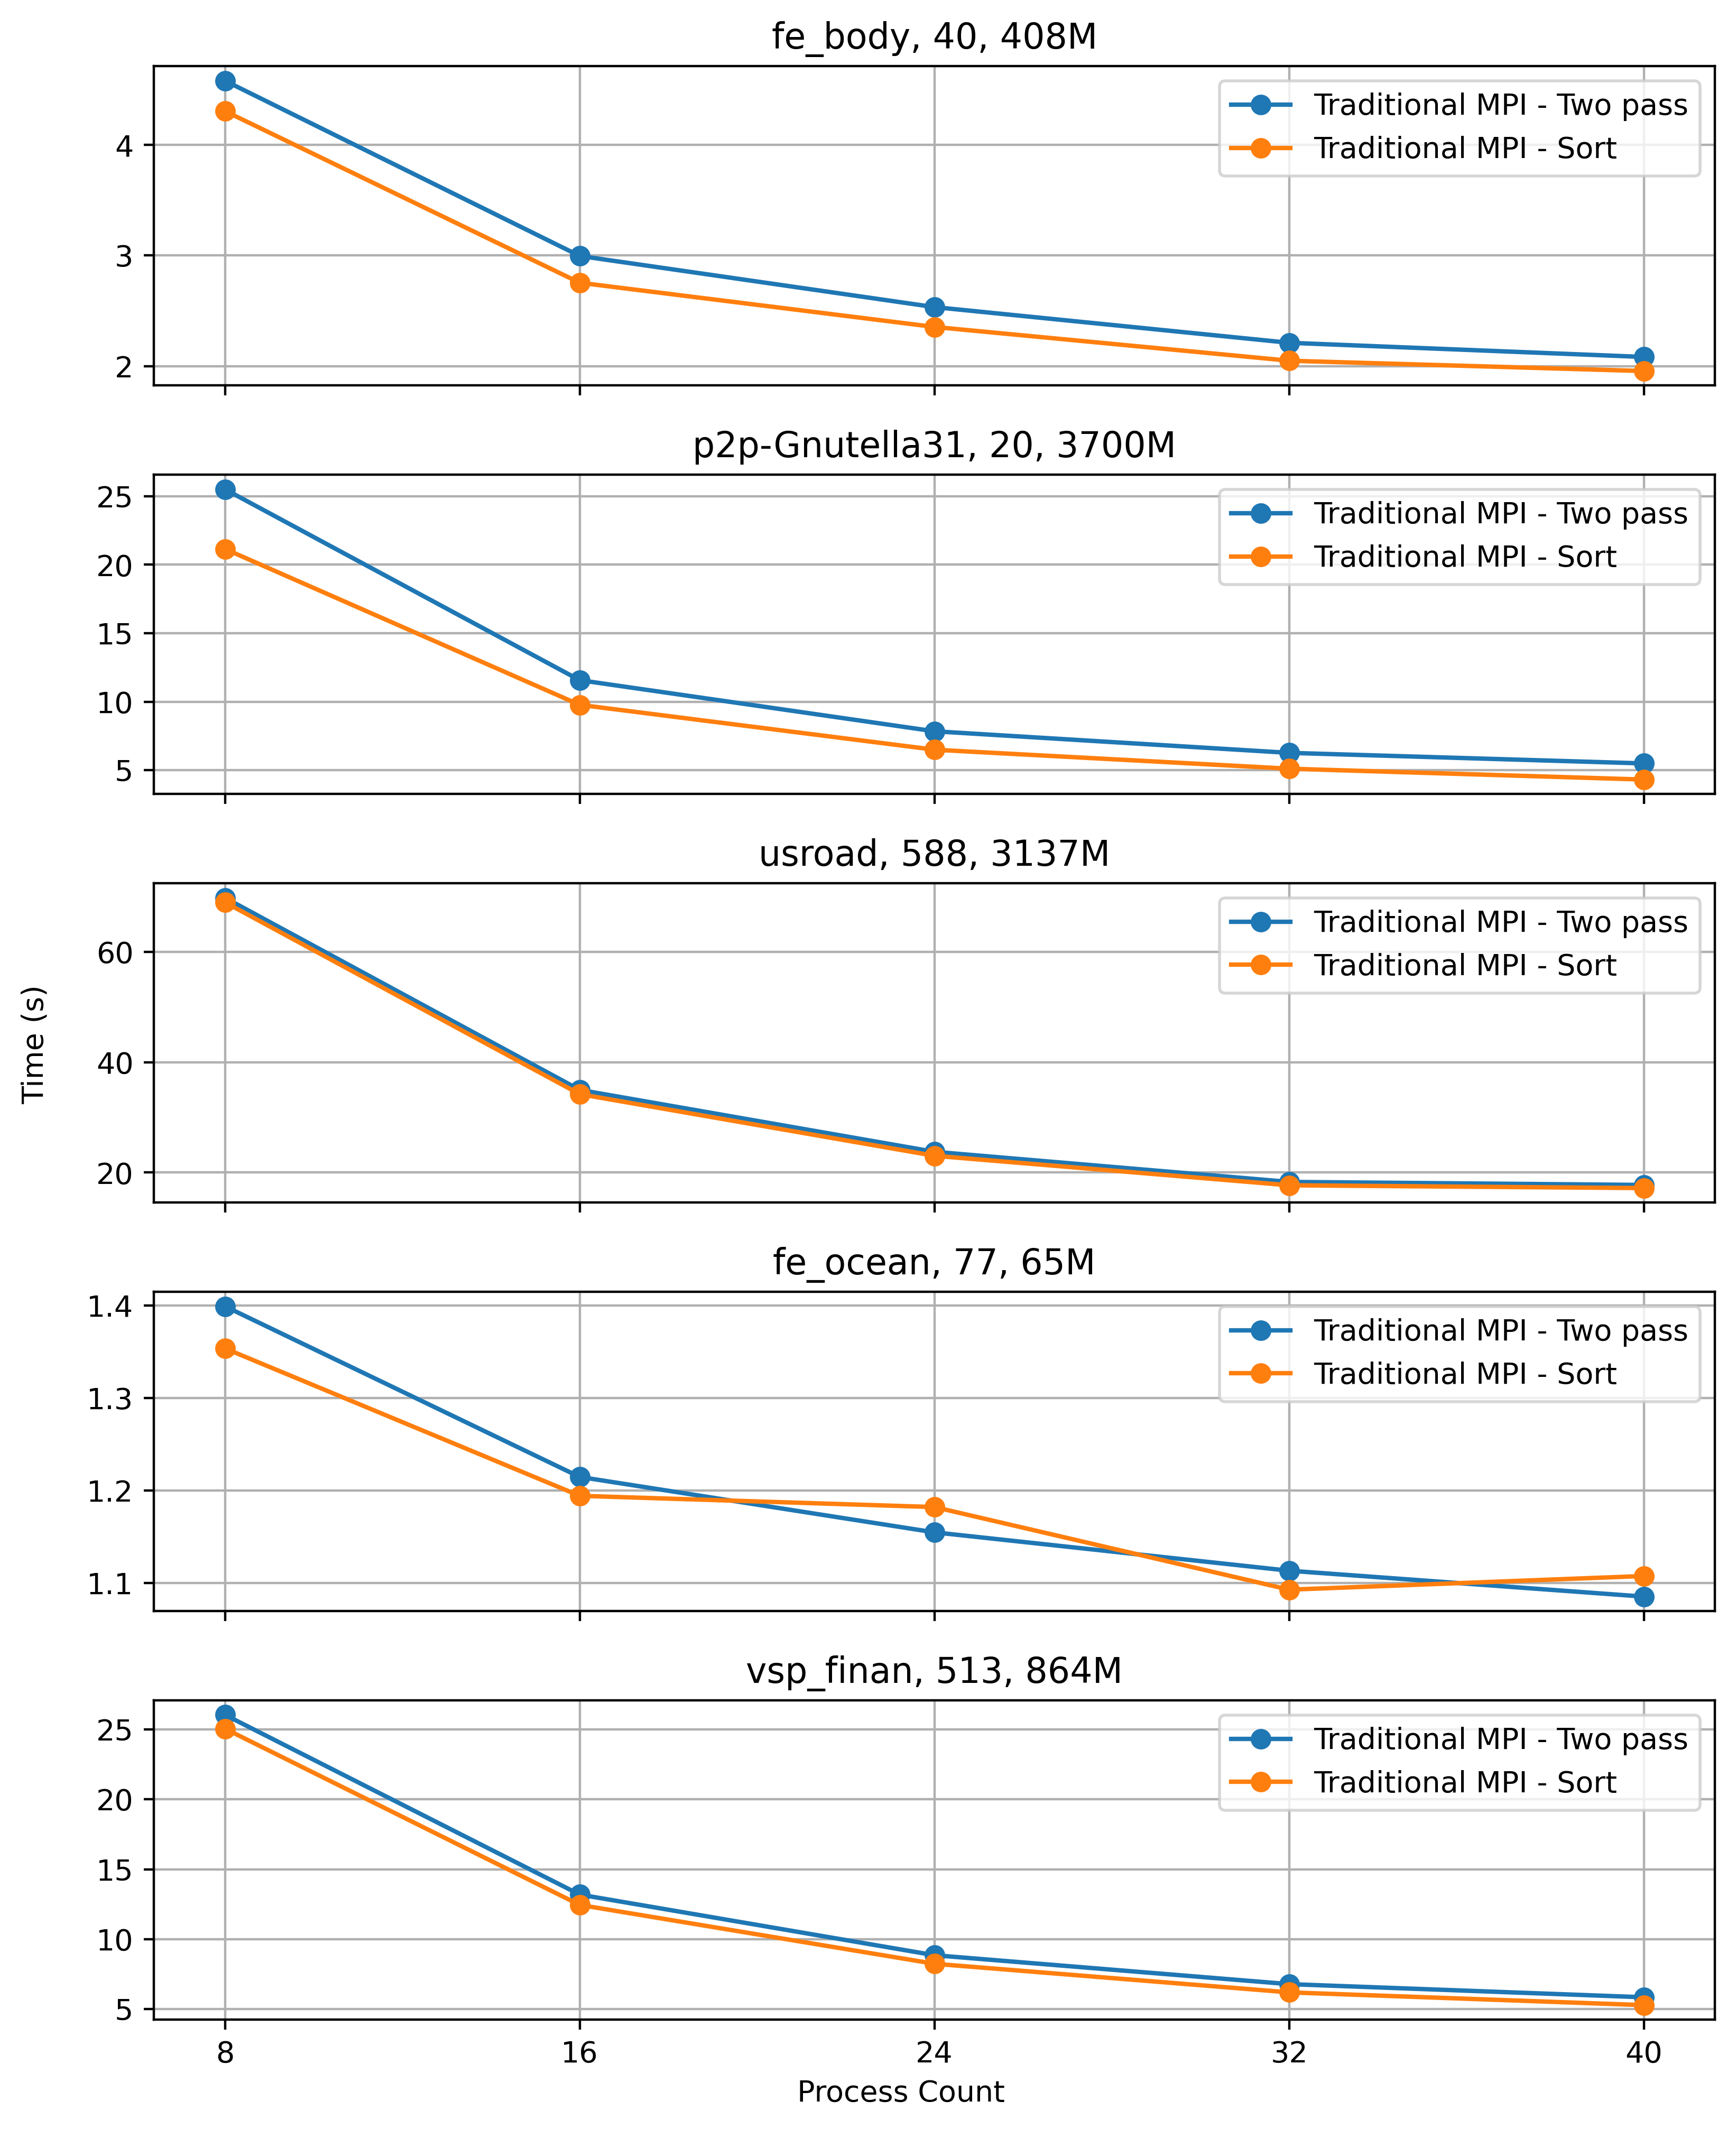 fe_body, 40, 408M
4
3
2
Traditional MPI - Two pass
Traditional MPI - Sort
p2p-Gnutella31, 20, 3700M
25
20
15
10
5
Traditional MPI - Two pass
Traditional MPI - Sort
usroad, 588, 3137M
60
40
20
Traditional MPI - Two pass
Traditional MPI - Sort
Time (s)
fe_ocean, 77, 65M
1.4
1.3
1.2
1.1
Traditional MPI - Two pass
Traditional MPI - Sort
vsp_finan, 513, 864M
25
20
15
10
5
Traditional MPI - Two pass
Traditional MPI - Sort
8 16 24 32 40
Process Count